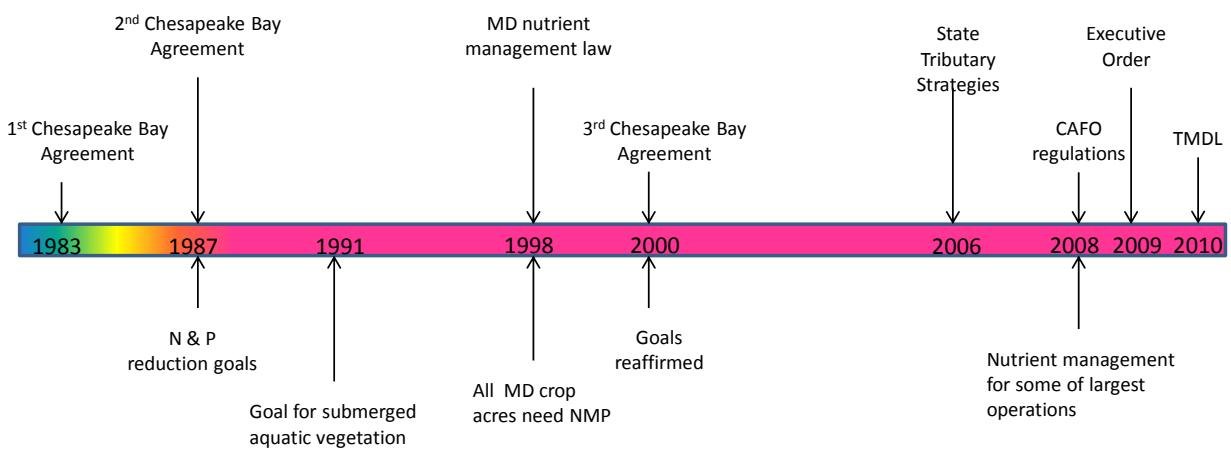 2nd Chesapeake Bay
Agreement
MD nutrient
management law
State
Tributary
Strategies
Executive
Order
1st Chesapeake Bay
Agreement
3rd Chesapeake Bay
Agreement
CAFO
regulations
TMDL
1983 1987 1991 1998 2000 2006 2008 2009 2010
N & P
reduction goals
Goal for submerged
aquatic vegetation
All MD crop
acres need NMP
Goals
reaffirmed
Nutrient management
for some of largest
operations